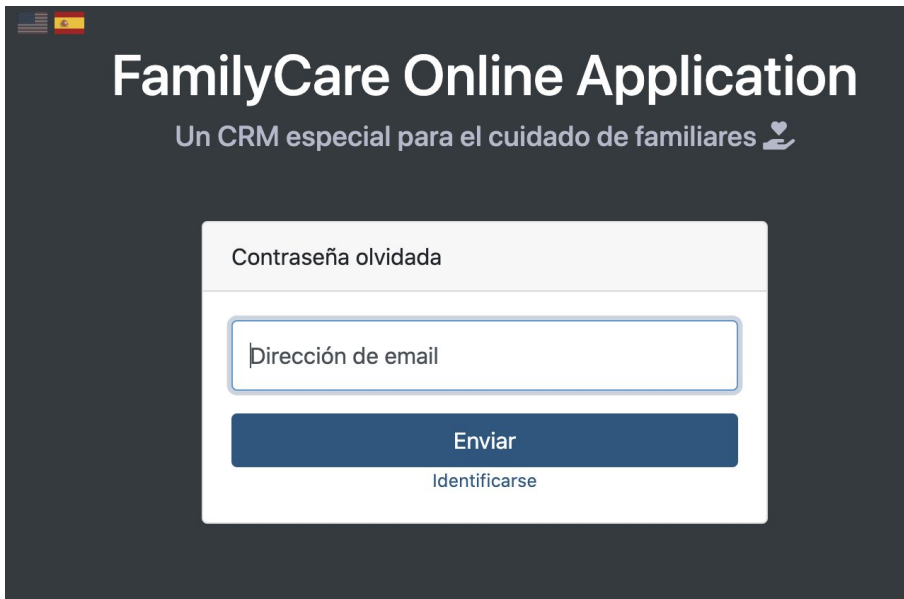 FamilyCare Online Application
Un CRM especial para el cuidado de familiares
Contraseña olvidada
Dirección de email
Enviar
Identificarse